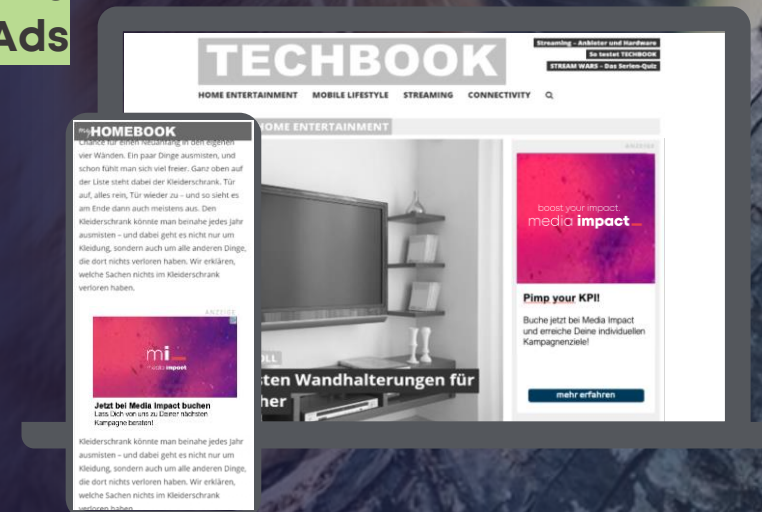 Ads
TECHBOOK
Streaming – Anbieter und Hardware
So testet TECHBOOK
STREAM WARS – Das Serien-Quiz
HOME ENTERTAINMENT MOBILE LIFESTYLE STREAMING CONNECTIVITY
HOME ENTERTAINMENT
ANZEIGE
boost your impact.
media impact_
Pimp your KPI!
Buche jetzt bei Media Impact
und erreiche Deine individuellen
Kampagnenziele!
mehr erfahren
sten Wandhalterungen für
her
myHOMEBOOK
Chance für einen Neuanfang in den eigenen
vier Wänden. Ein paar Dinge ausmisten, und
schon fühlt man sich viel freier. Ganz oben auf
der Liste steht dabei der Kleiderschrank. Tür
auf, alles rein, Tür wieder zu – und so sieht es
am Ende dann auch meistens aus. Den
Kleiderschrank könnte man beinahe jedes Jahr
ausmisten – und dabei geht es nicht nur um
Kleidung, sondern auch um alle anderen Dinge,
die dort nichts verloren haben. Wir erklären,
welche Sachen nichts im Kleiderschrank
verloren haben.
ANZEIGE
mi_
media impact
Jetzt bei Media Impact buchen
Lass Dich von uns zu Deiner nächsten
Kampagne beraten!
Kleiderschrank könnte man beinahe jedes Jahr
ausmisten – und dabei geht es nicht nur um
Kleidung, sondern auch um alle anderen Dinge,
die dort nichts verloren haben. Wir erklären,
welche Sachen nichts im Kleiderschrank
verloren haben.